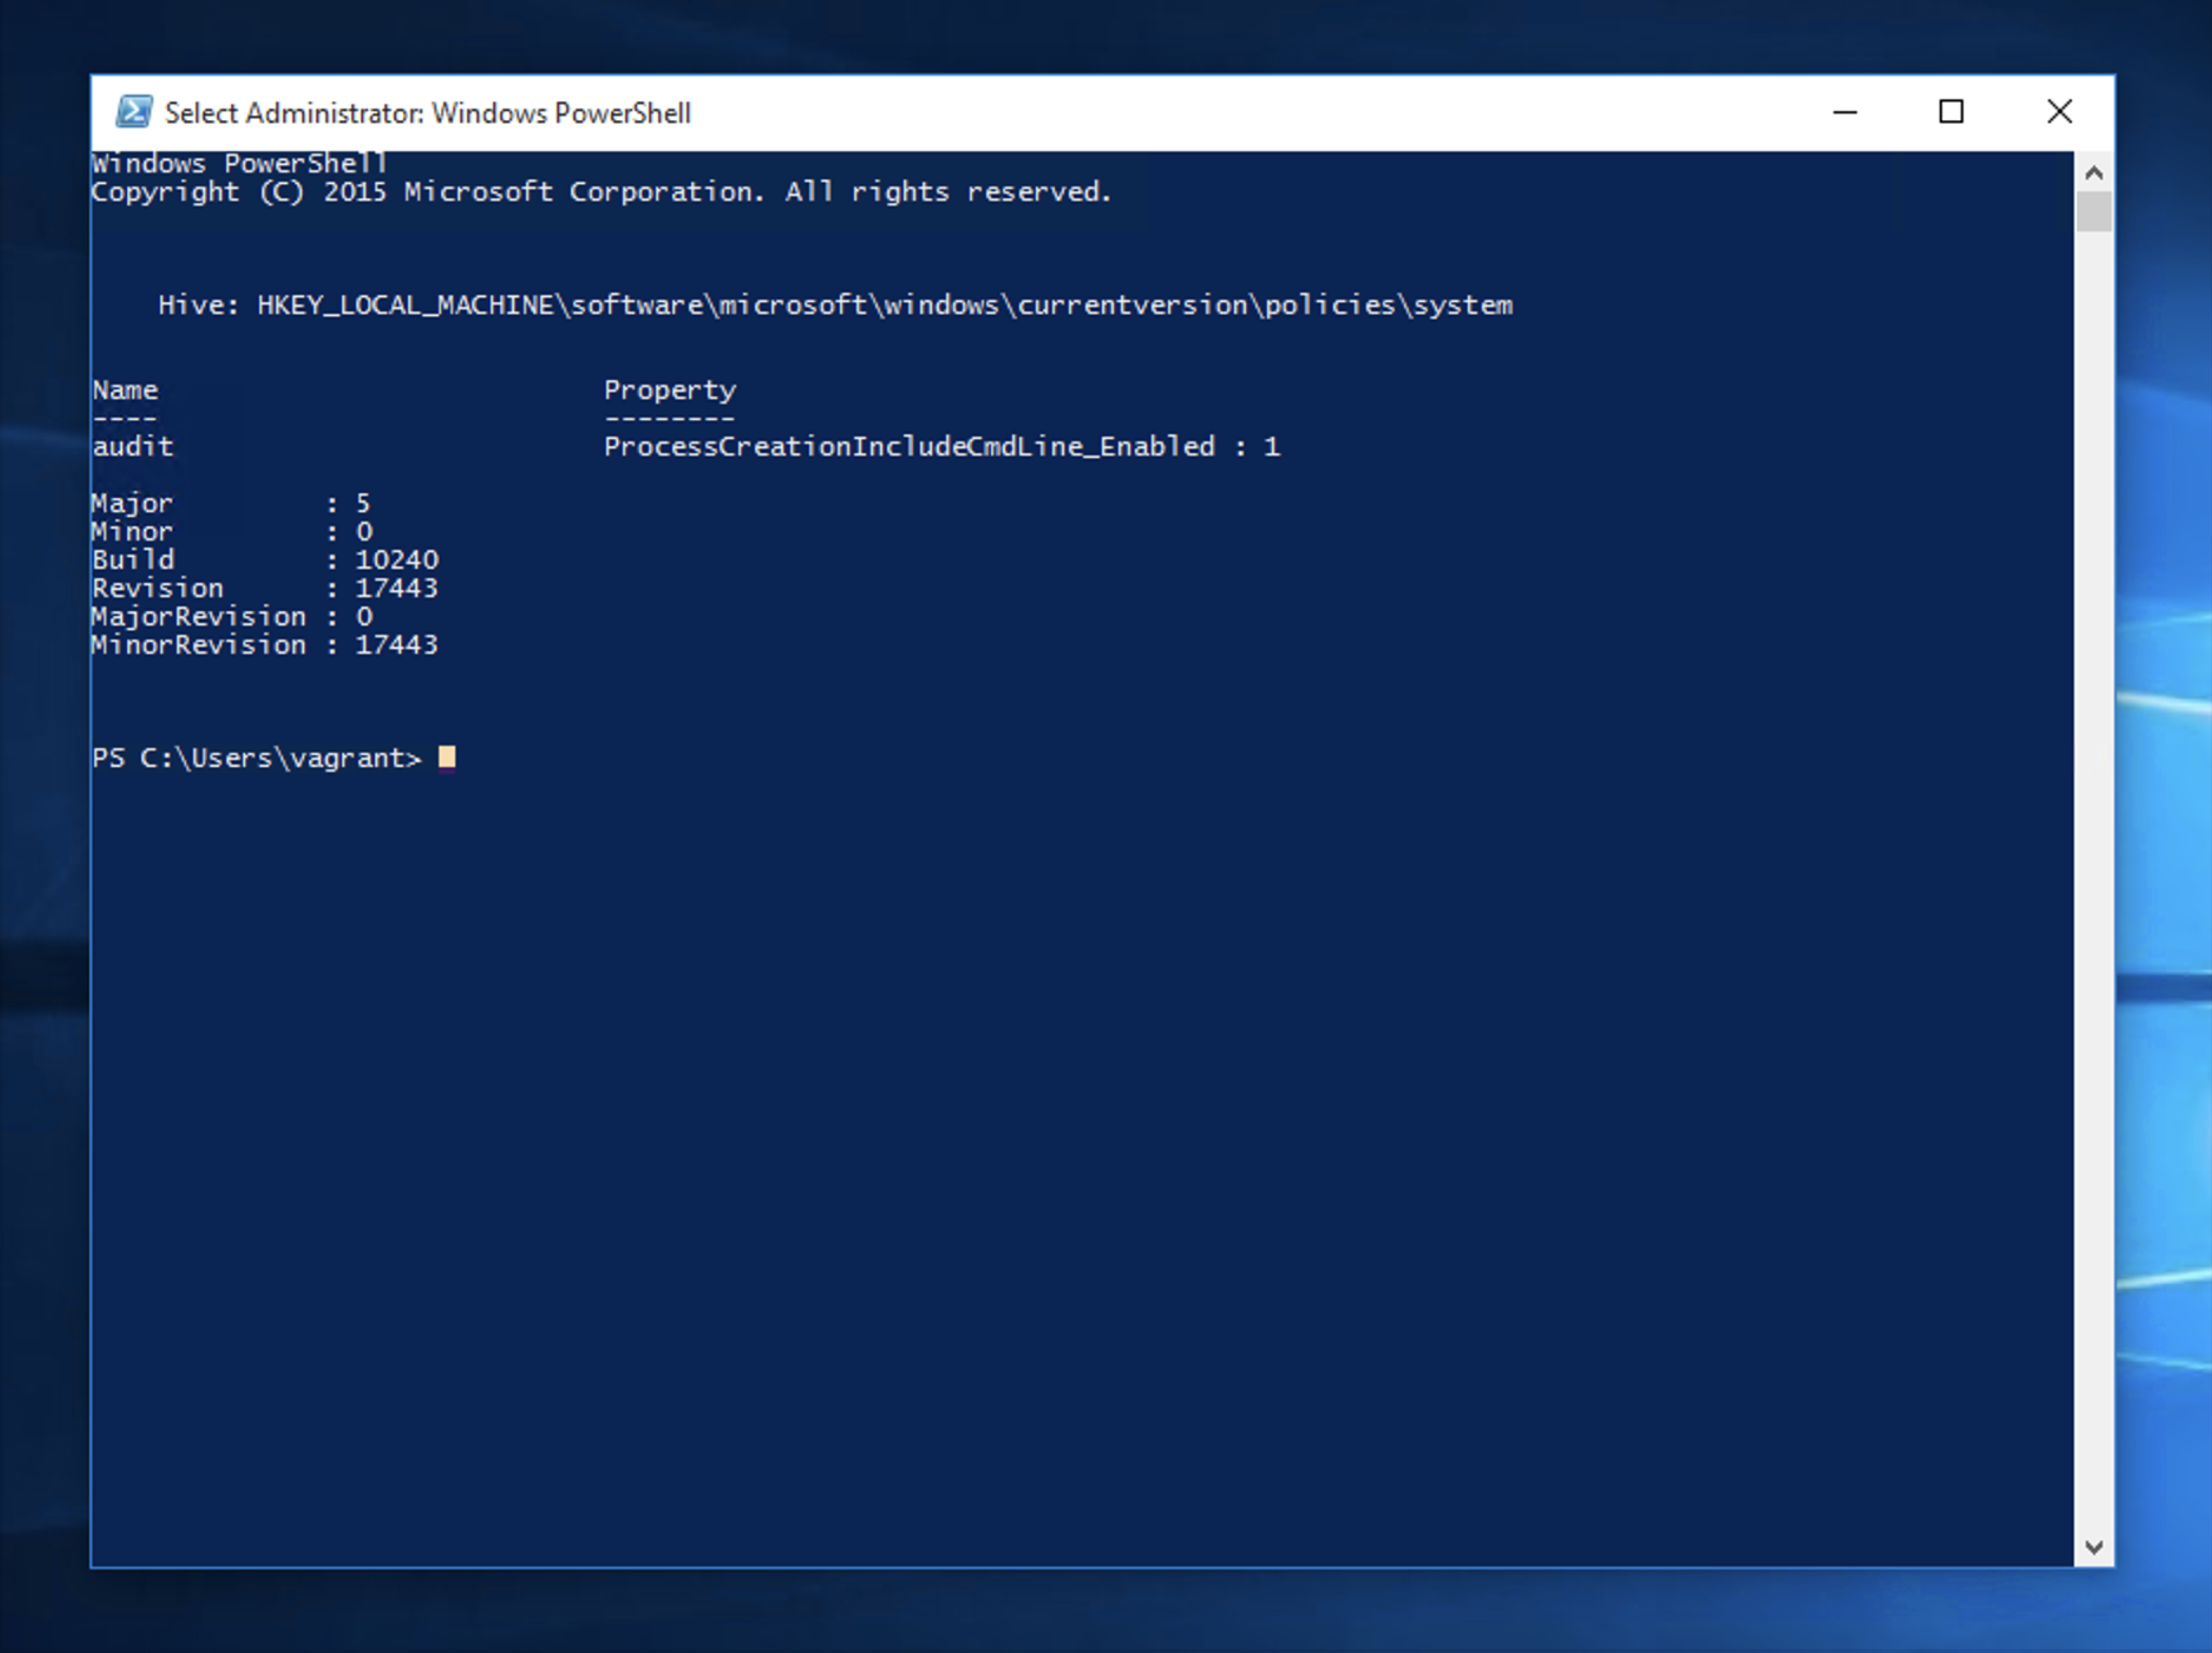 Select Administrator: Windows PowerShell
Windows PowerShell
Copyright (C) 2015 Microsoft Corporation. All rights reserved.
Hive: HKEY_LOCAL_MACHINE\software\microsoft\windows\currentversion\policies\system
Name Property
---- --------
audit ProcessCreationIncludeCmdLine_Enabled : 1
Major : 5
Minor : 0
Build : 10240
Revision : 17443
MajorRevision : 0
MinorRevision : 17443
PS C:\Users\vagrant>